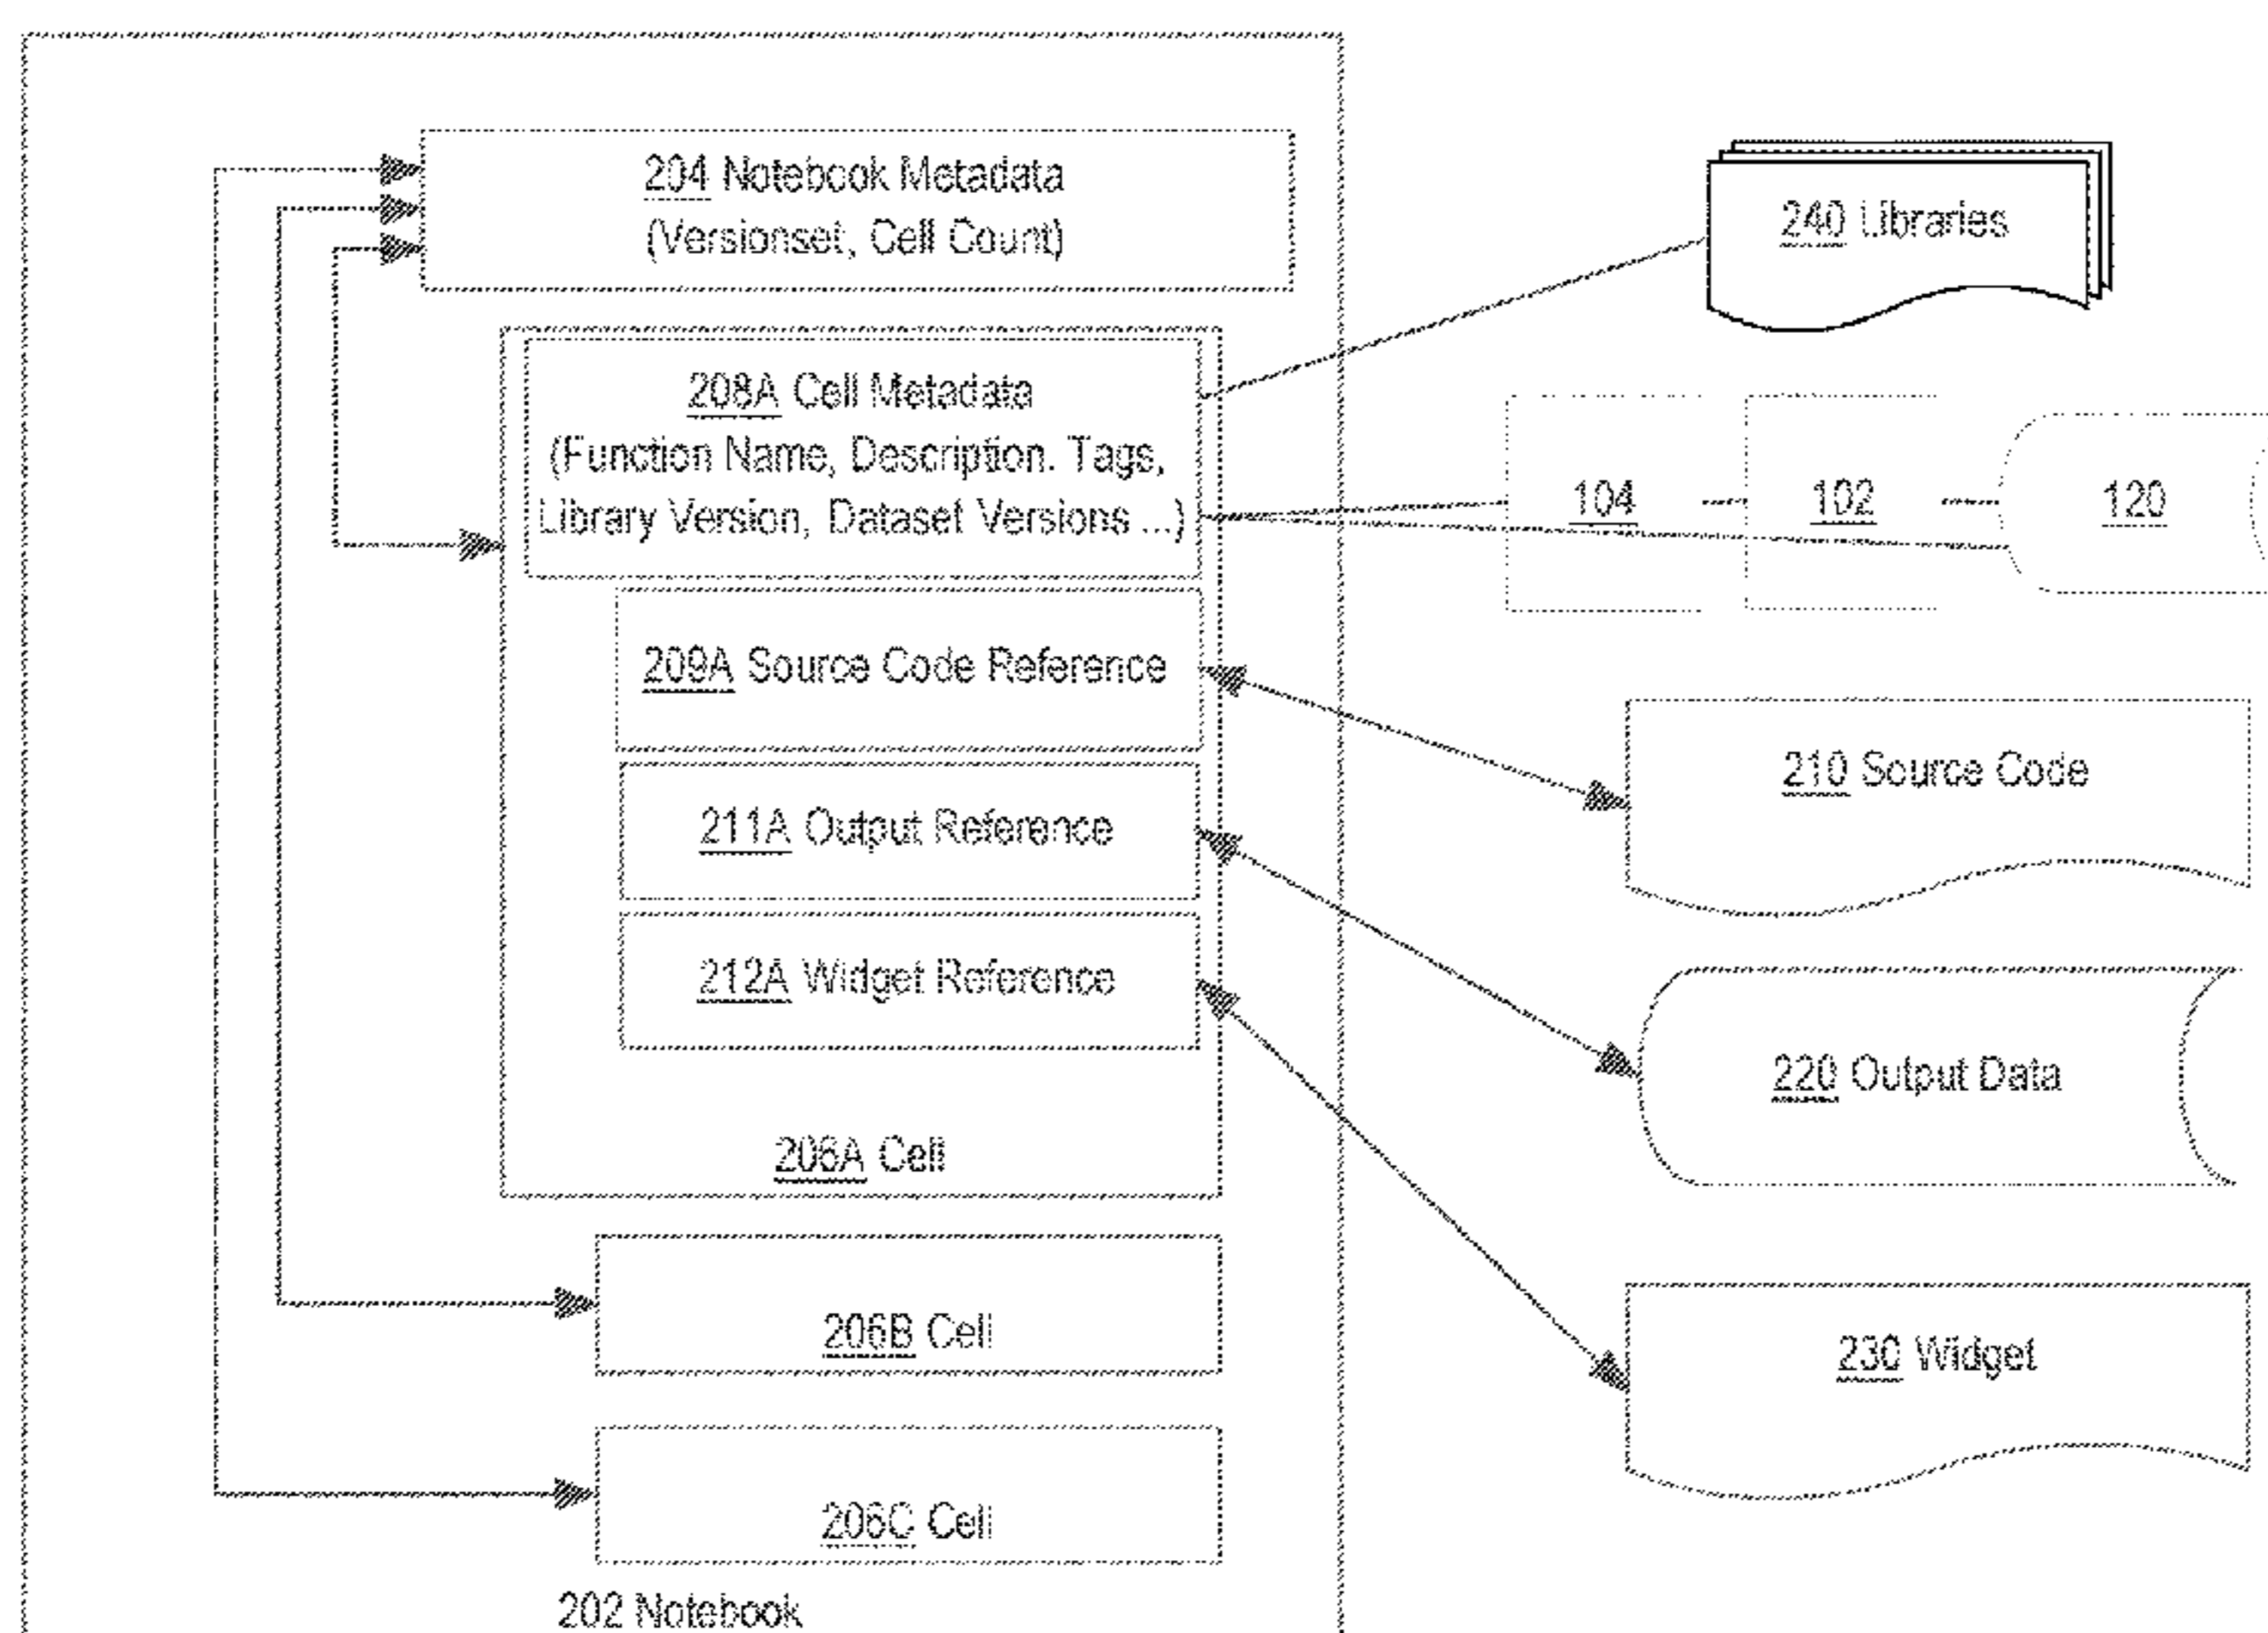 204 Notebook Metadata
(Versionset, Cell Count)
240 Libraries
208A Cell Metadata
(Function Name, Description. Tags,
Library Version, Dataset Versions ...)
104
102
120
209A Source Code Reference
210 Source Code
211A Output Reference
212A Widget Reference
220 Output Data
206A Cell
206B Cell
230 Widget
206C Cell
202 Notebook